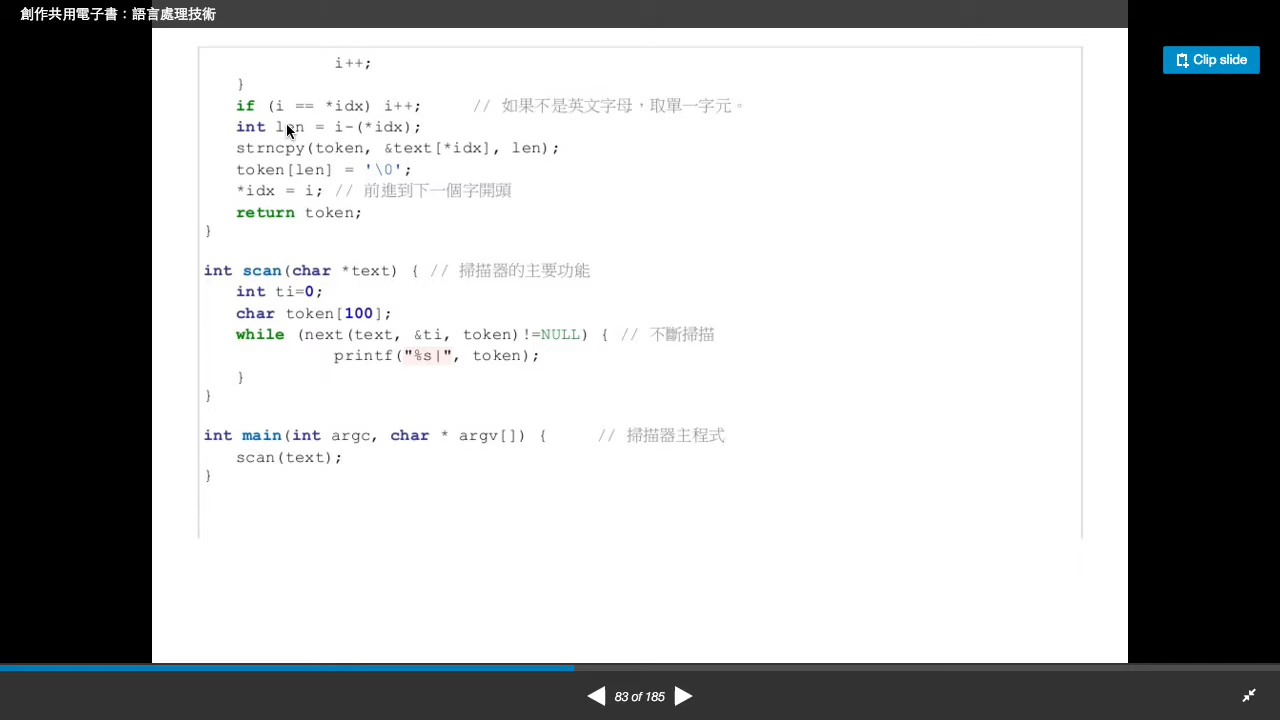 創作共用電子書：語言處理技術
Clip slide
i++;
}
if (i == *idx) i++; // 如果不是英文字母，取單一字元。
int len = i-(*idx);
strncpy(token, &text[*idx], len);
token[len] = '\0';
*idx = i; // 前進到下一個字開頭
return token;
}
int scan(char *text) { // 掃描器的主要功能
int ti=0;
char token[100];
while (next(text, &ti, token)!=NULL) { // 不斷掃描
printf("%s|", token);
}
}
int main(int argc, char * argv[]) { // 掃描器主程式
scan(text);
}
83 of 185